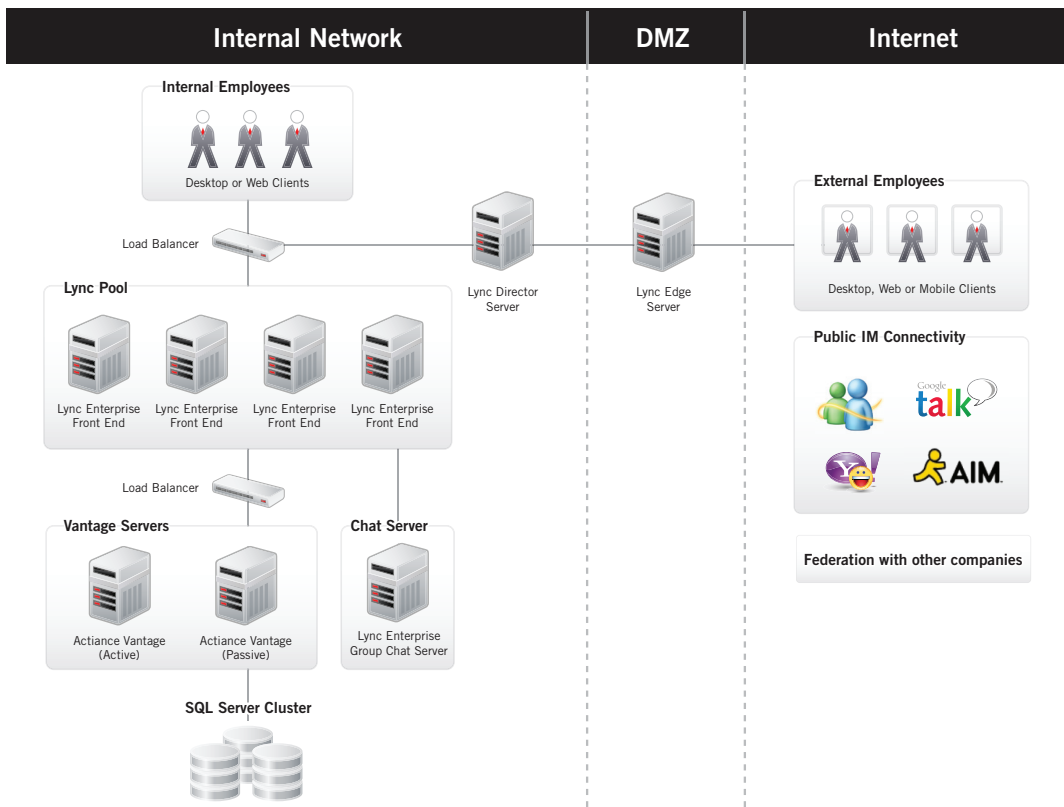 Internal Network
DMZ
Internet
Internal Employees
Desktop or Web Clients
Load Balancer
Lync Director
Server
Lync Edge
Server
External Employees
Desktop, Web or Mobile Clients
Lync Pool
Lync Enterprise
Front End
Lync Enterprise
Front End
Lync Enterprise
Front End
Lync Enterprise
Front End
Public IM Connectivity
Google
talk
Y!
AIM.
Load Balancer
Vantage Servers
Actiance Vantage
(Active)
Actiance Vantage
(Passive)
Chat Server
Lync Enterprise
Group Chat Server
Federation with other companies
SQL Server Cluster